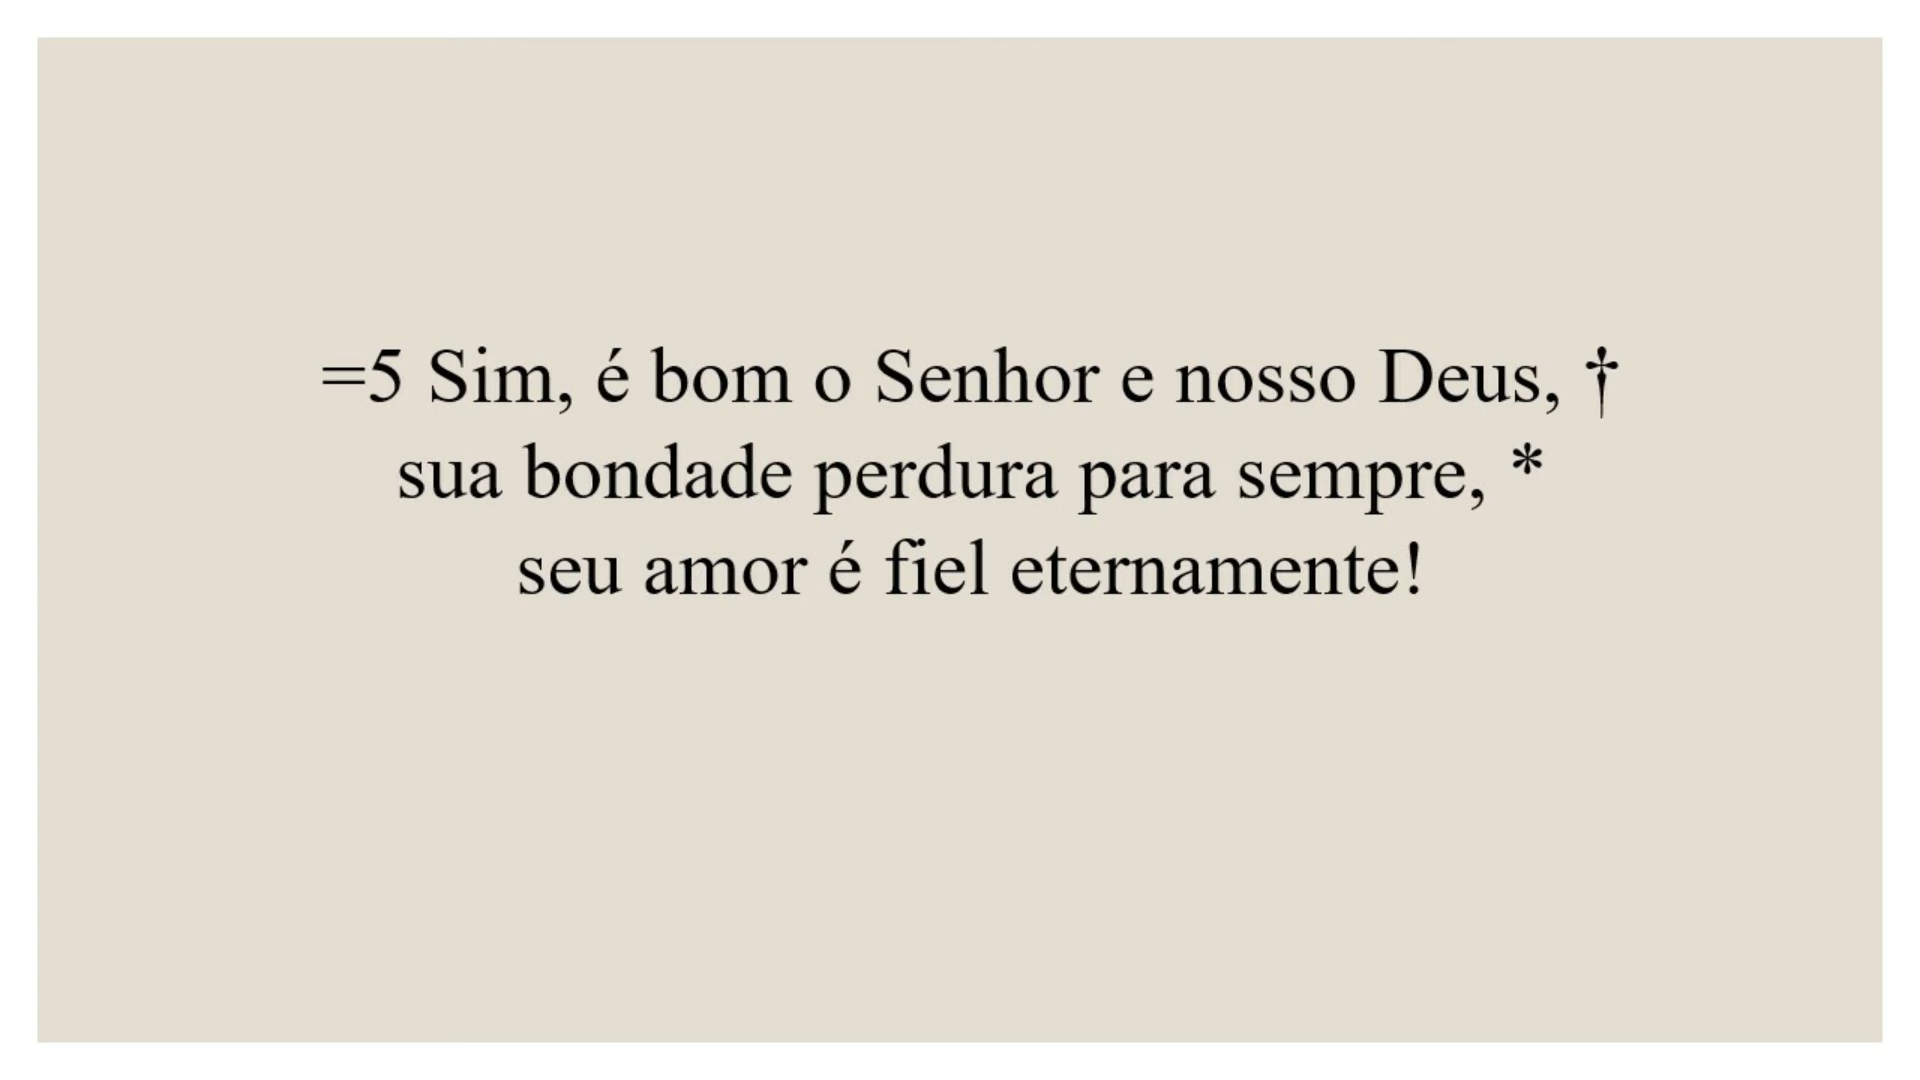 =5 Sim, é bom o Senhor e nosso Deus, †
sua bondade perdura para sempre, *
seu amor é fiel eternamente!